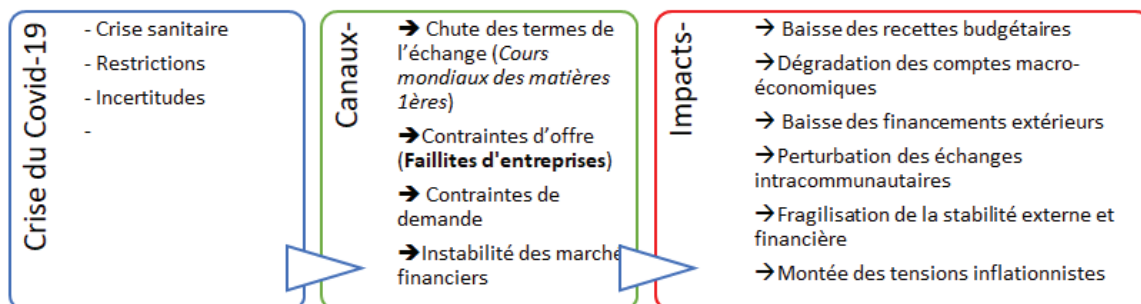 Crise du Covid-19
- Crise sanitaire
- Restrictions
- Incertitudes
-
Canaux-
➔ Chute des termes de
l'échange (Cours
mondiaux des matières
1ères)
➔Contraintes d'offre
(Faillites d'entreprises)
➔ Contraintes de
demande
➔Instabilité des marche
financiers
Impacts-
→ Baisse des recettes budgétaires
→Dégradation des comptes macro-
économiques
→ Baisse des financements extérieurs
→Perturbation des échanges
intracommunautaires
→Fragilisation de la stabilité externe et
financière
→Montée des tensions inflationnistes